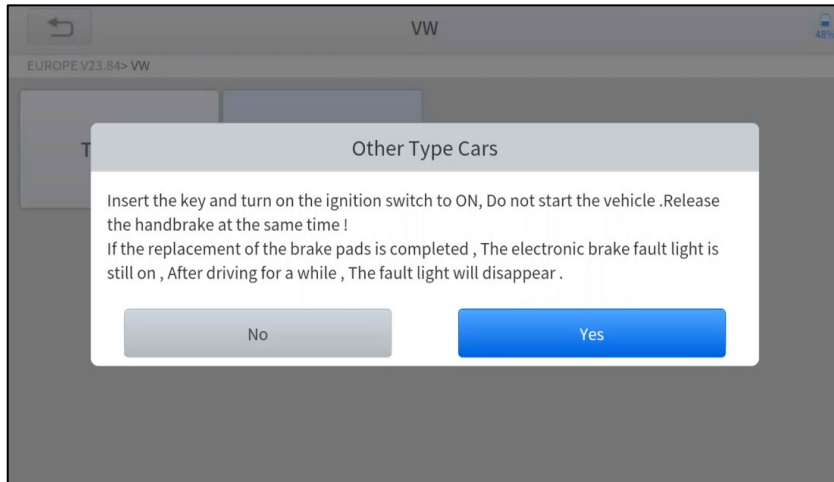 VW
48%
EUROPE V23.84> VW
T
Other Type Cars
Insert the key and turn on the ignition switch to ON, Do not start the vehicle .Release
the handbrake at the same time !
If the replacement of the brake pads is completed , The electronic brake fault light is
still on , After driving for a while , The fault light will disappear .
No
Yes